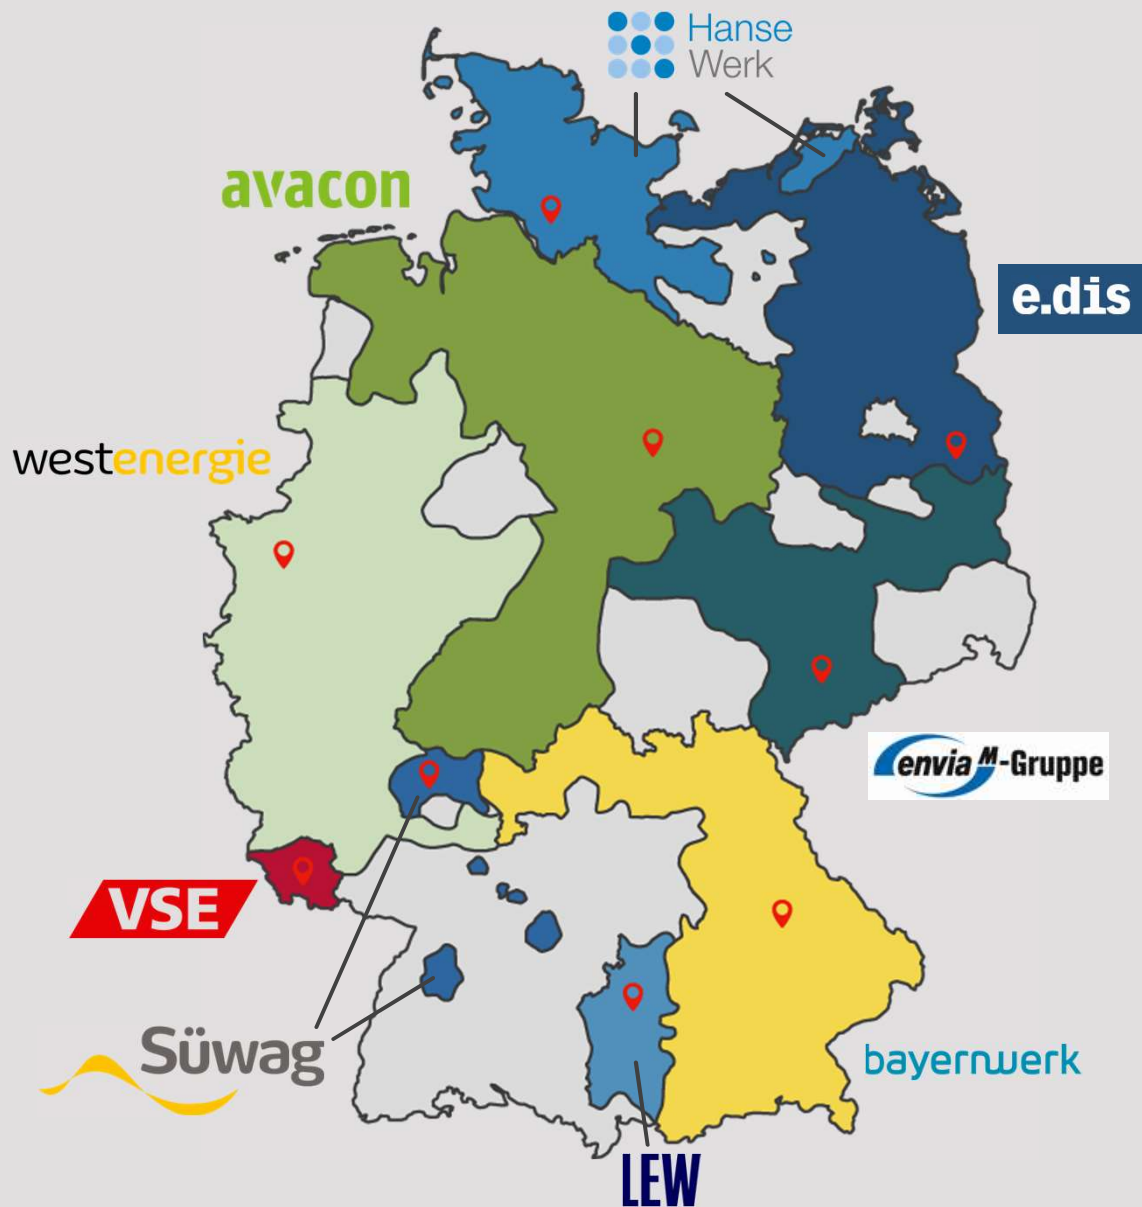 Hanse
Werk
avacon
e.dis
westenergie
envia M-Gruppe
VSE
Süwag
bayernwerk
LEW